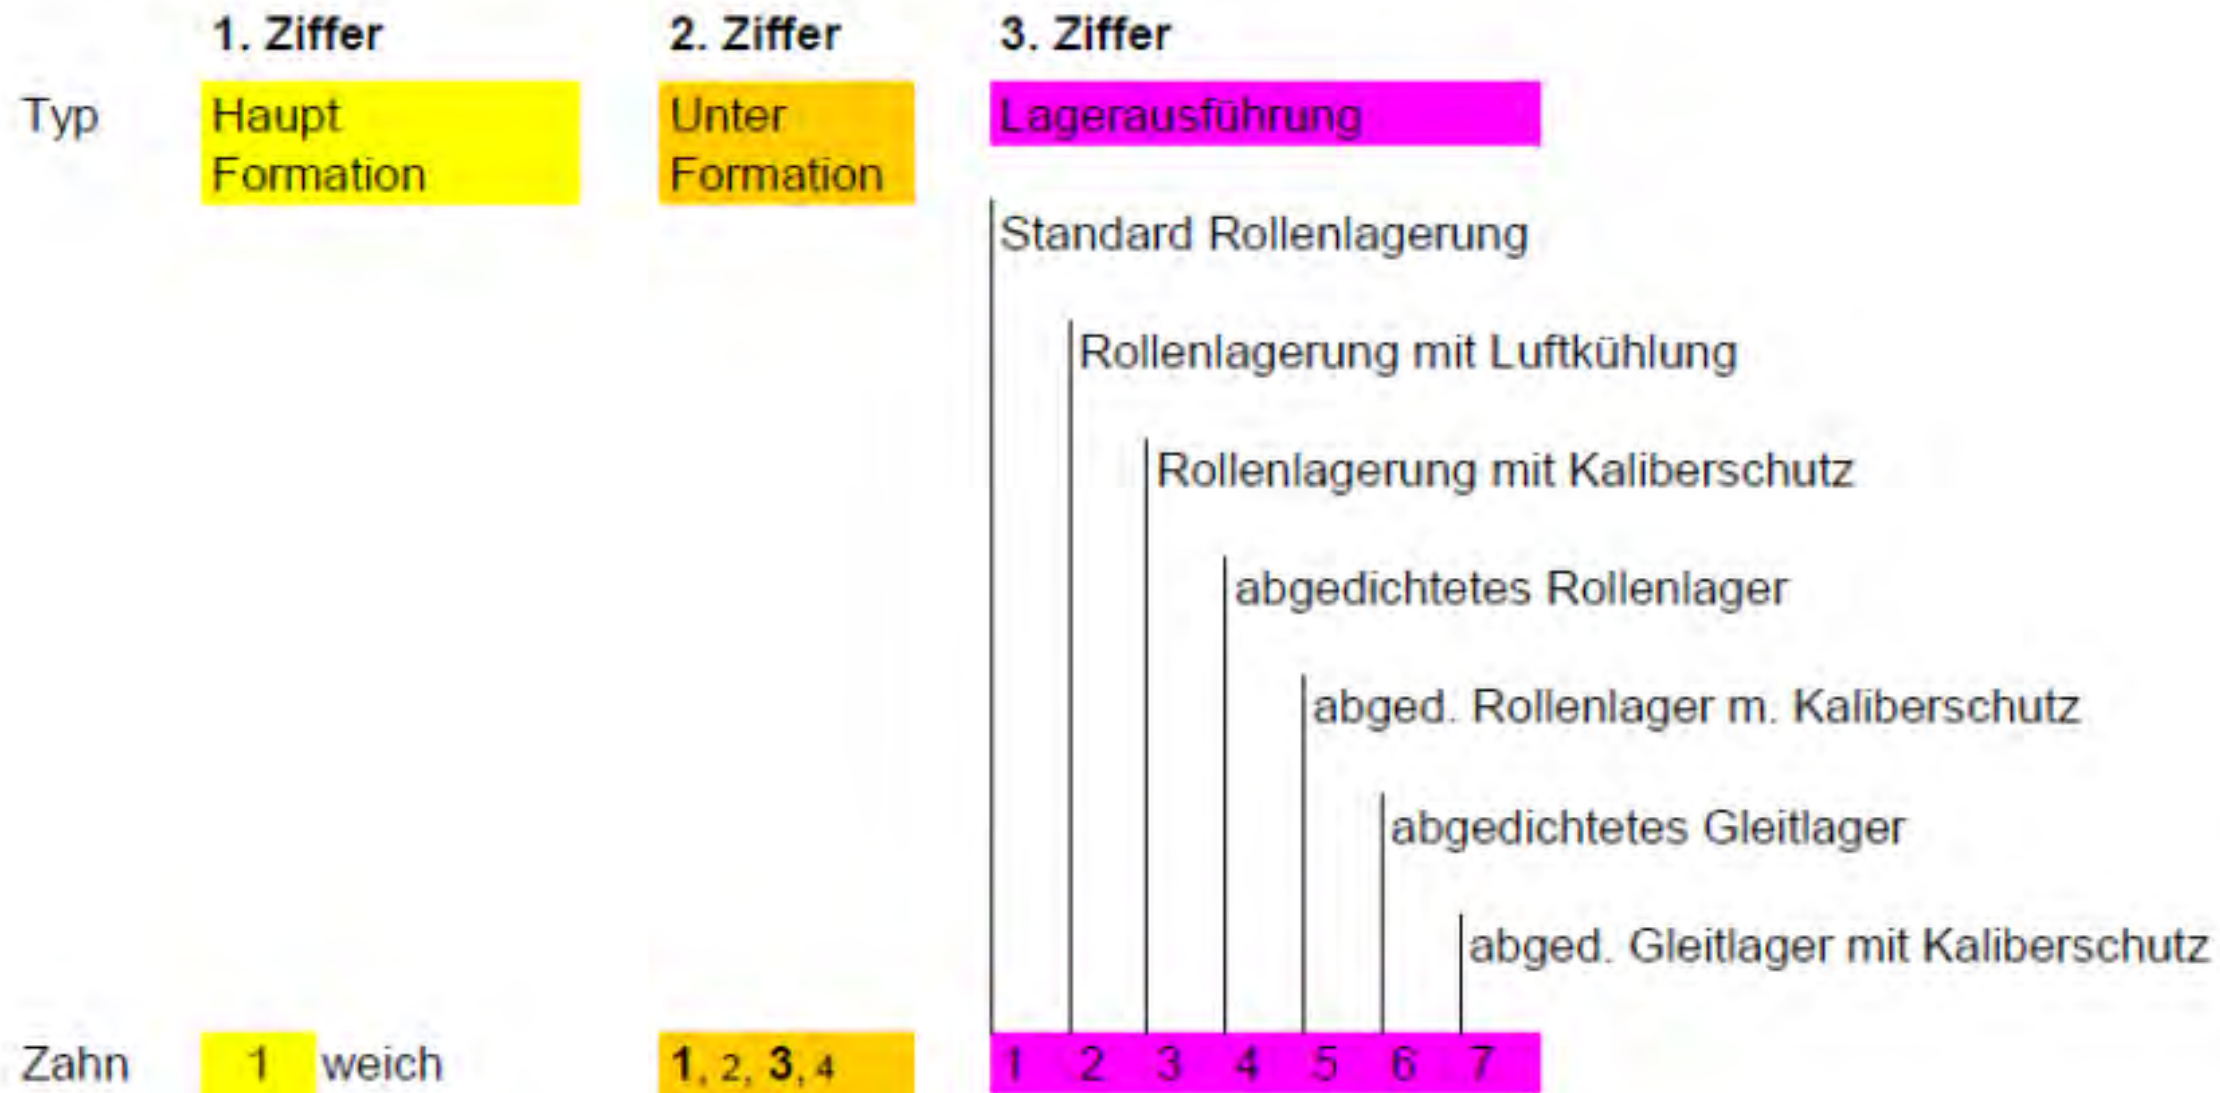 1. Ziffer 2. Ziffer 3. Ziffer
Typ Haupt Unter Lagerausführung
Formation Formation
Standard Rollenlagerung
Rollenlagerung mit Luftkühlung
Rollenlagerung mit Kaliberschutz
abgedichtetes Rollenlager
abged. Rollenlager m. Kaliberschutz
abgedichtetes Gleitlager
abged. Gleitlager mit Kaliberschutz
Zahn 1 weich 1, 2, 3, 4 1 2 3 4 5 6 7